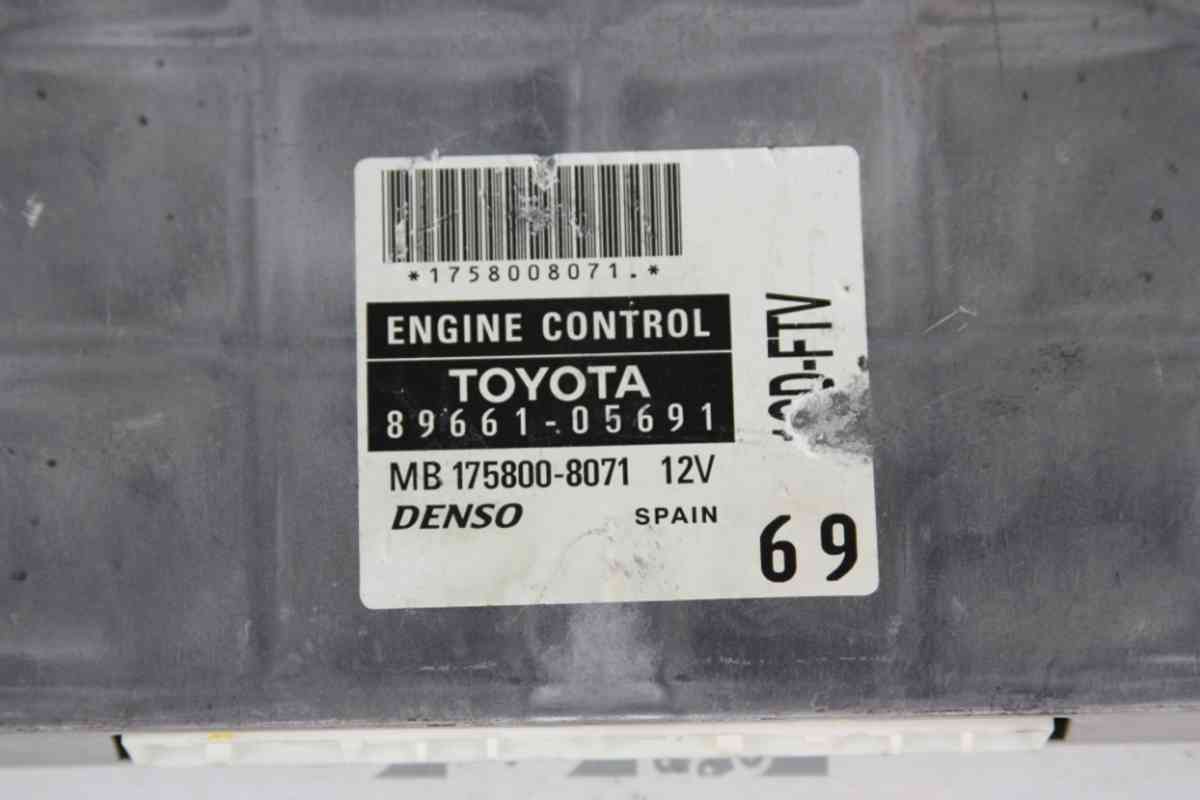 *1758008071.*
ENGINE CONTROL
TOYOTA
89661-05691
MB 175800-8071 12V
DENSO SPAIN
69